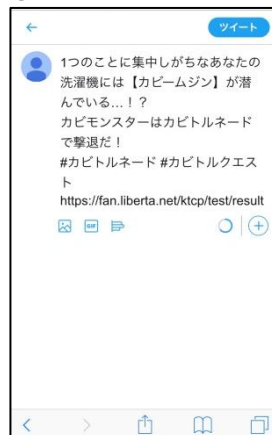 ツイート
1つのことに集中しがちなあなたの
洗濯機には【カビームジン】が潜
んでいる…！？
カビモンスターはカビトルネード
で撃退だ！
#カビトルネード #カビトルクエス
ト
https://fan.liberta.net/ktcp/test/result
GIF